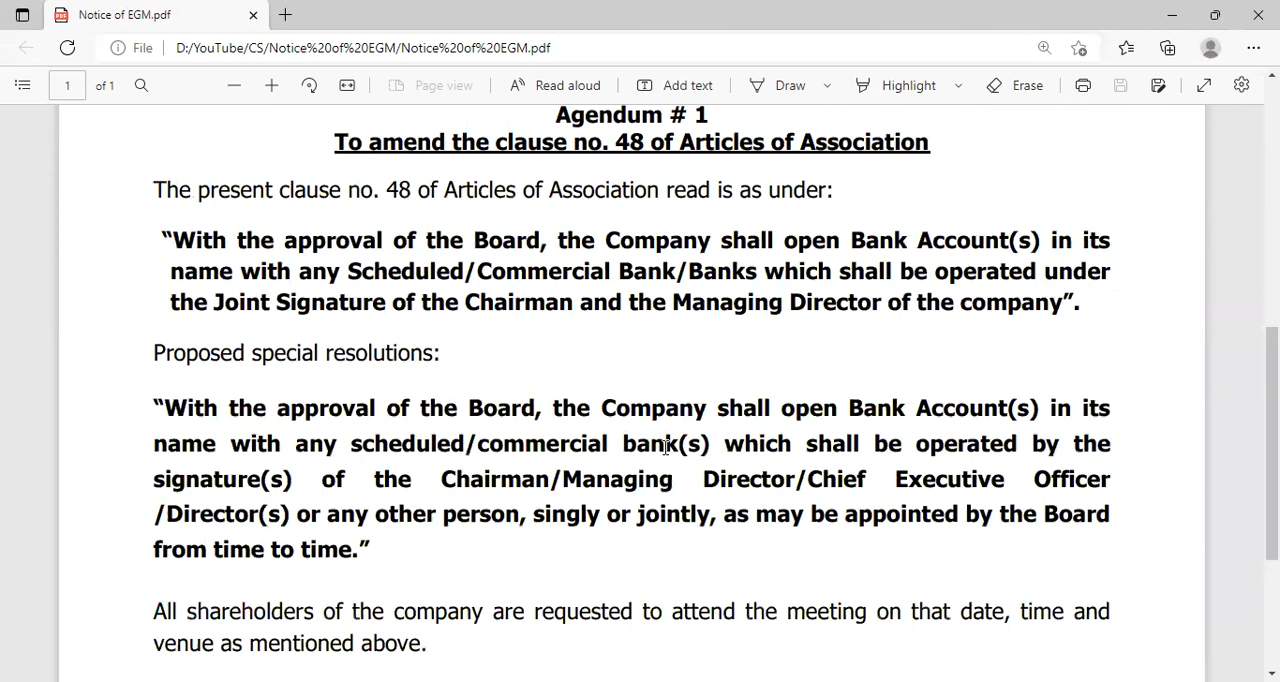 Notice of EGM.pdf
File D:/YouTube/CS/Notice%20of%20EGM/Notice%20of%20EGM.pdf
1 of 1 Page view Read aloud Add text Draw Highlight Erase
Agendum # 1
To amend the clause no. 48 of Articles of Association
The present clause no. 48 of Articles of Association read is as under:
“With the approval of the Board, the Company shall open Bank Account(s) in its
name with any Scheduled/Commercial Bank/Banks which shall be operated under
the Joint Signature of the Chairman and the Managing Director of the company”.
Proposed special resolutions:
“With the approval of the Board, the Company shall open Bank Account(s) in its
name with any scheduled/commercial bank(s) which shall be operated by the
signature(s) of the Chairman/Managing Director/Chief Executive Officer
/Director(s) or any other person, singly or jointly, as may be appointed by the Board
from time to time.”
All shareholders of the company are requested to attend the meeting on that date, time and
venue as mentioned above.